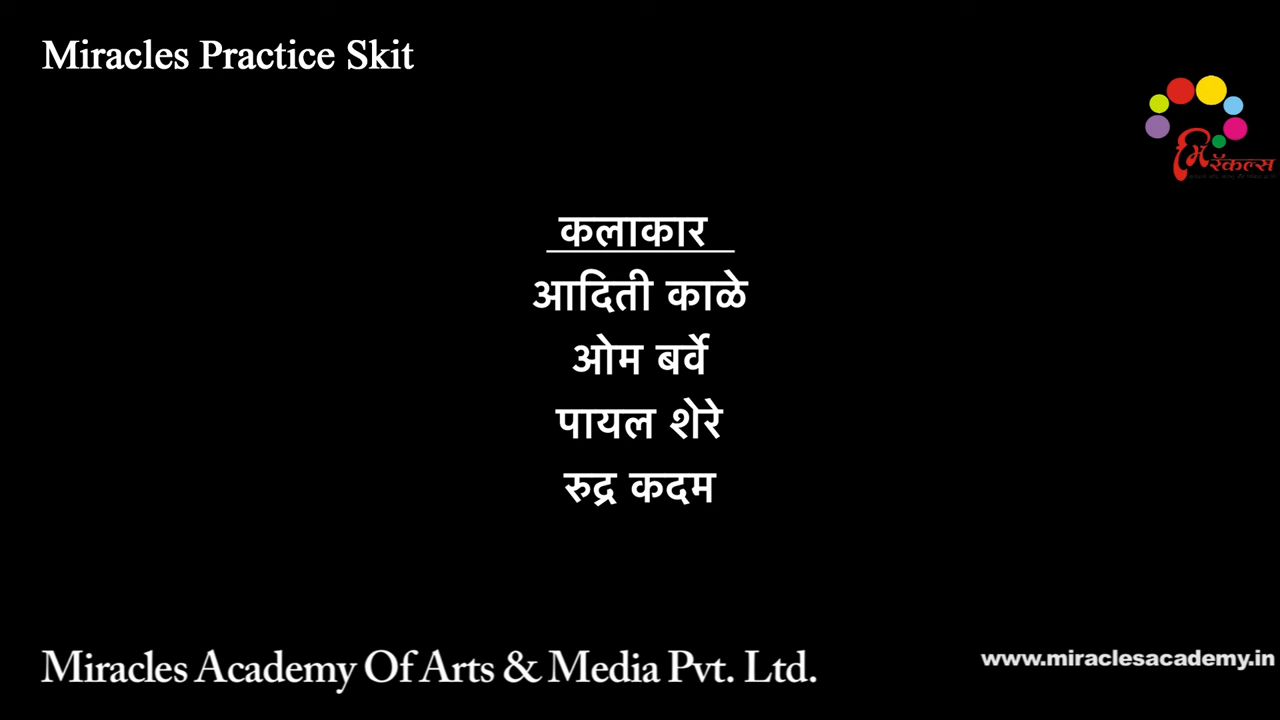 Miracles Practice Skit
मिरॅकल्स
कलाकार
आदिती काळे
ओम बर्वे
पायल शेरे
रुद्र कदम
Miracles Academy Of Arts & Media Pvt. Ltd.
www.miraclesacademy.in